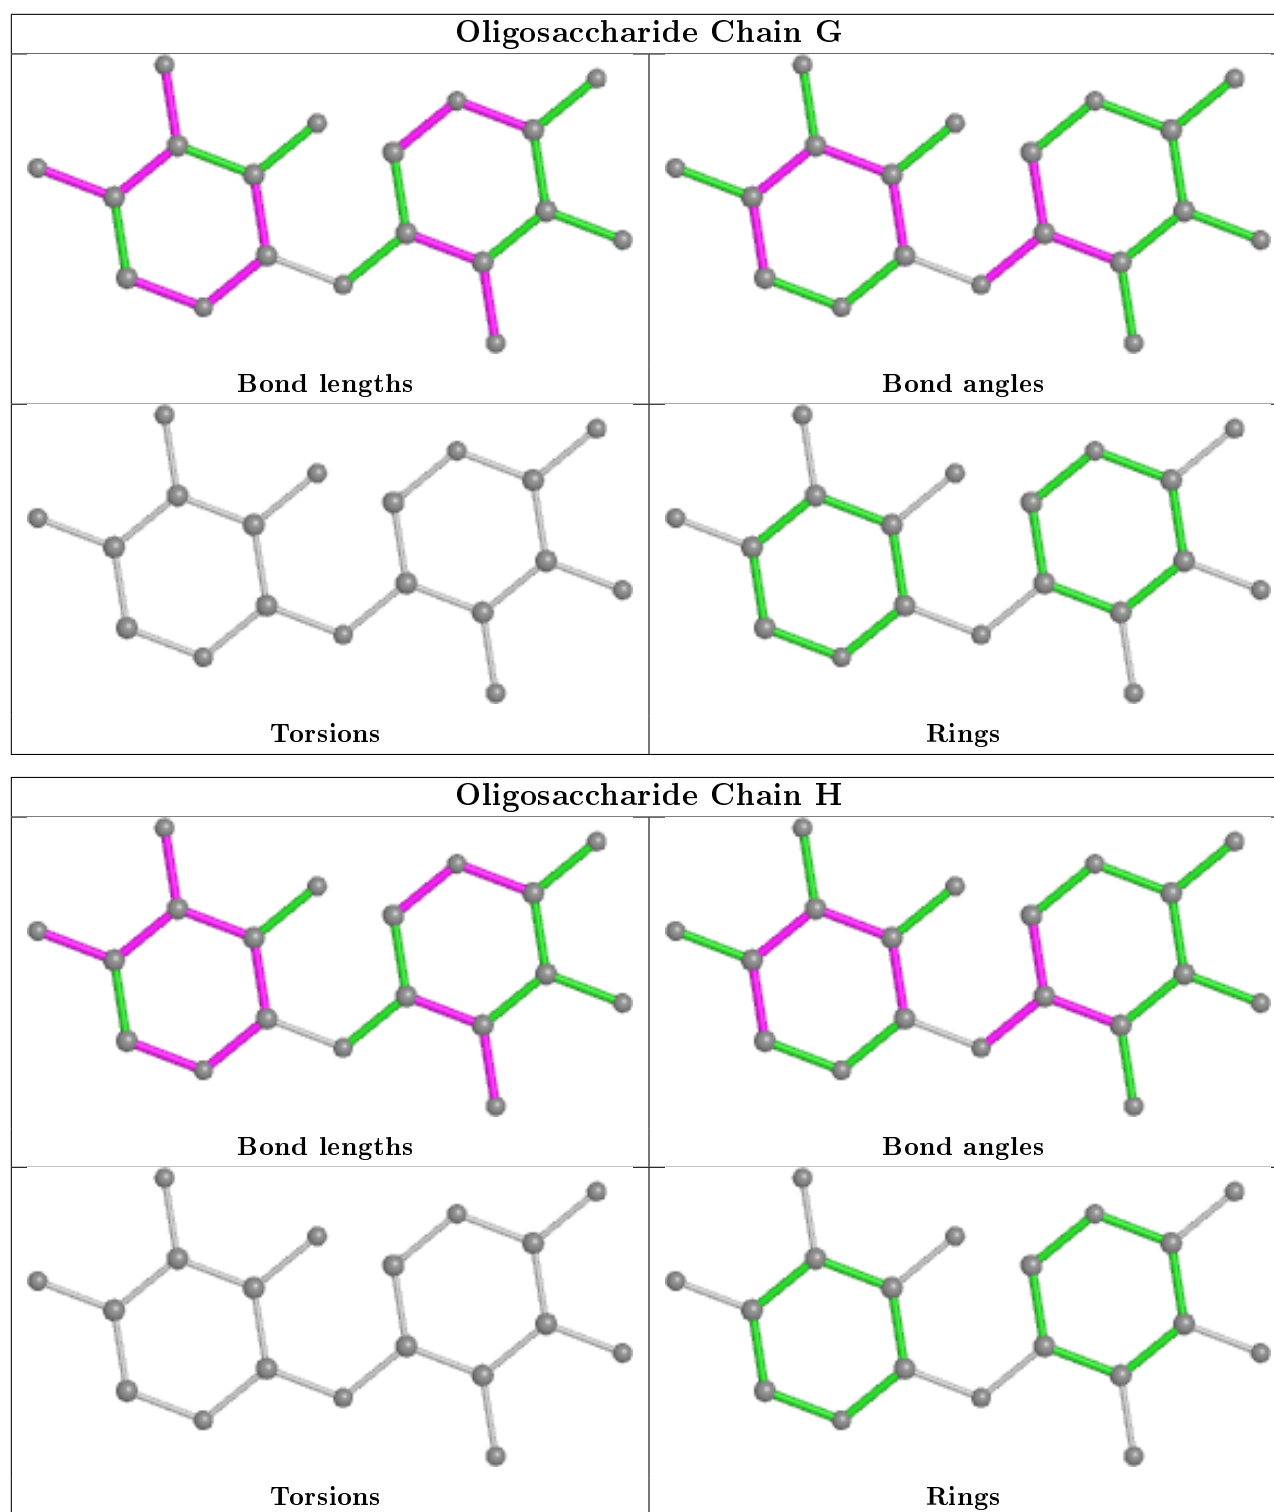 Oligosaccharide Chain G
Bond lengths
Bond angles
Torsions
Rings
Oligosaccharide Chain H
Bond lengths
Bond angles
Torsions
Rings